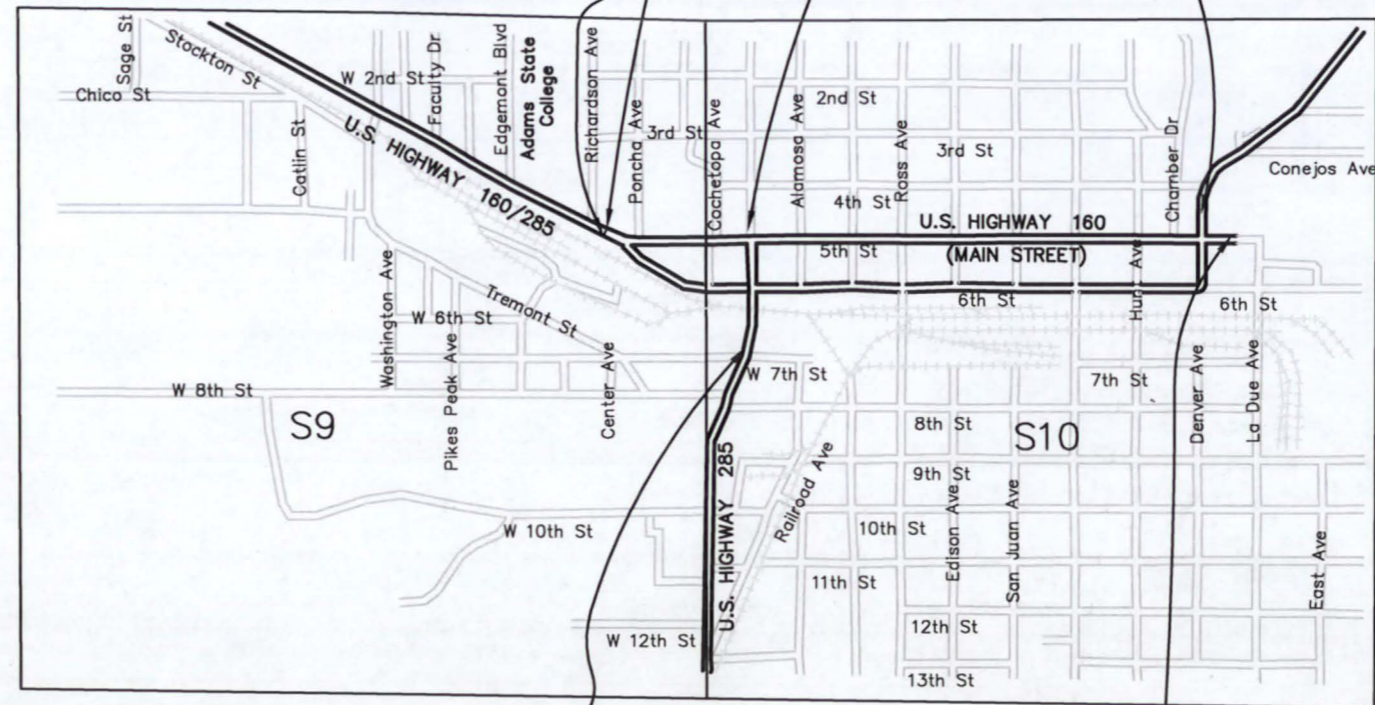 Sage St
Stockton St
Chico St
W 2nd St
Fracuty Dr
Edgemont Blvd
Adams State
College
Richardson Ave
Poncha Ave
3rd St
Cochetopa Ave
Alamosa Ave
2nd St
Ross Ave
3rd St
Chamber Dr
Conejos Ave
Catlin St
U.S. HIGHWAY 160/285
4th St
U.S. HIGHWAY 160
(MAIN STREET)
5th St
6th St
Hunt Ave
6th St
Washington Ave
Tremont St
W 6th St
Pikes Peak Ave
Center Ave
W 7th St
7th St
Denver Ave
La Due Ave
W 8th St
S9
8th St
S10
9th St
U.S. HIGHWAY 285
Railroad Ave
W 10th St
10th St
Edison Ave
San Juan Ave
11th St
East Ave
W 12th St
12th St
13th St